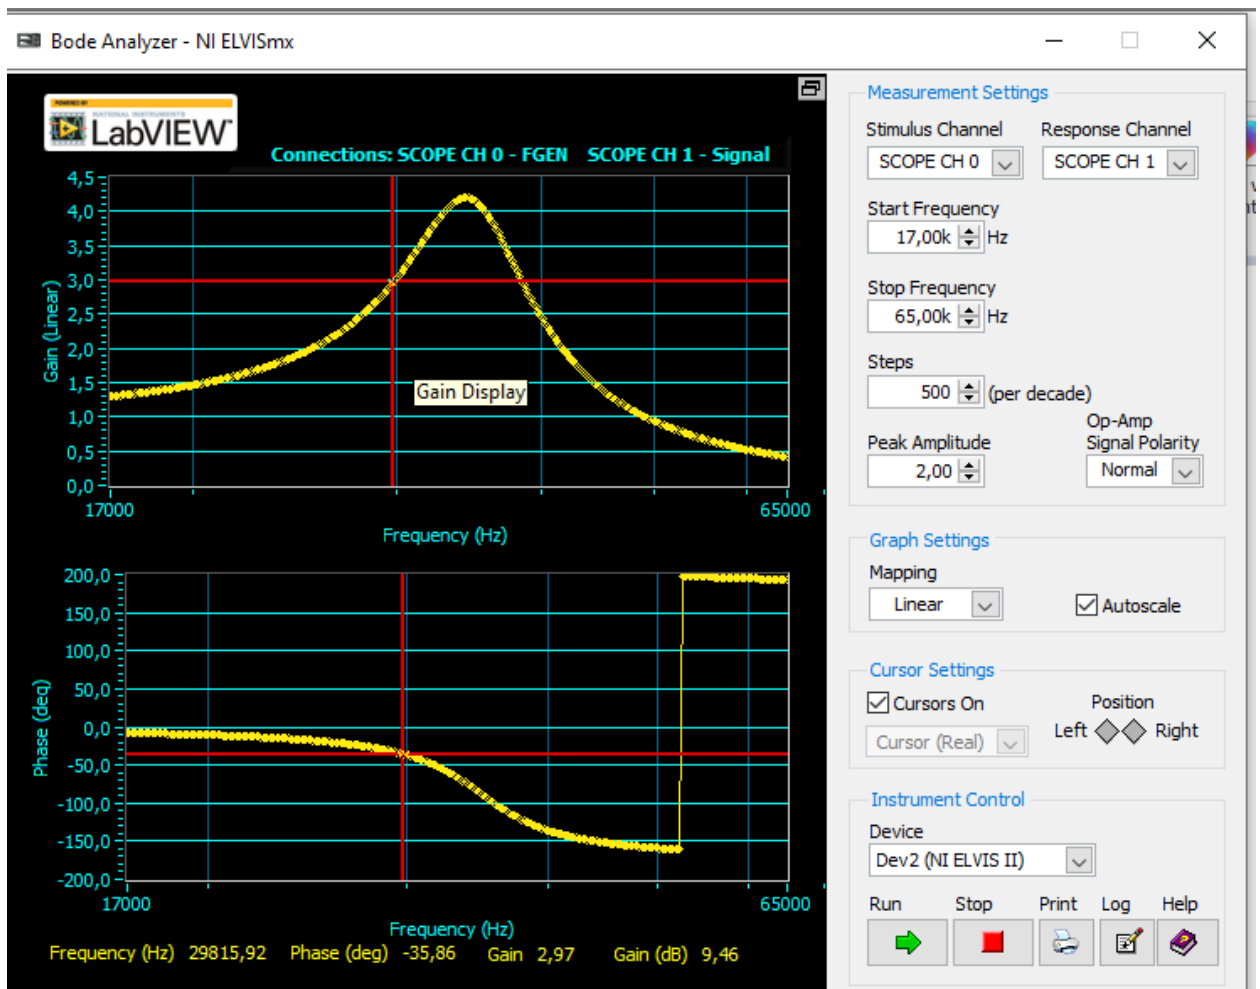 Bode Analyzer - NI ELVISmx
POWERED BY
NATIONAL INSTRUMENTS
LabVIEW™
Connections: SCOPE CH 0 - FGEN SCOPE CH 1 - Signal
Gain (Linear)
4,5
4,0
3,5
3,0
2,5
2,0
1,5
1,0
0,5
0,0
Gain Display
17000 65000
Frequency (Hz)
Phase (deg)
200,0
150,0
100,0
50,0
0,0
-50,0
-100,0
-150,0
-200,0
17000 65000
Frequency (Hz)
Frequency (Hz) 29815,92 Phase (deg) -35,86 Gain 2,97 Gain (dB) 9,46
Measurement Settings
Stimulus Channel Response Channel
SCOPE CH 0 SCOPE CH 1
Start Frequency
17,00k Hz
Stop Frequency
65,00k Hz
Steps
500 (per decade)
Peak Amplitude
2,00
Op-Amp
Signal Polarity
Normal
Graph Settings
Mapping
Linear Autoscale
Cursor Settings
Cursors On Position
Cursor (Real) Left Right
Instrument Control
Device
Dev2 (NI ELVIS II)
Run Stop Print Log Help